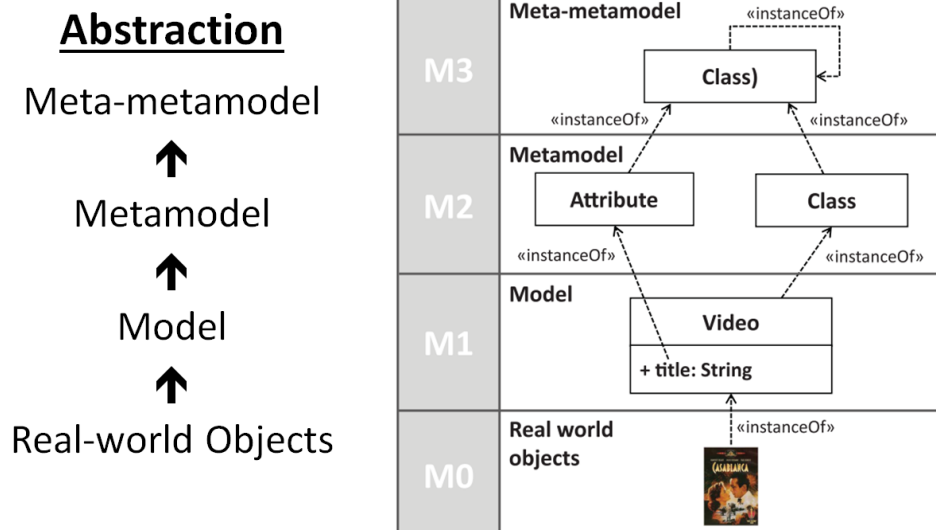 Abstraction
Meta-metamodel
Metamodel
Model
Real-world Objects
M3
Meta-metamodel
«instanceOf»
Class)
«instanceOf»
«instanceOf»
M2
Metamodel
Attribute
Class
«instanceOf»
«instanceOf»
M1
Model
Video
+ title: String
M0
Real world
objects
«instanceOf»
CASABLANCA